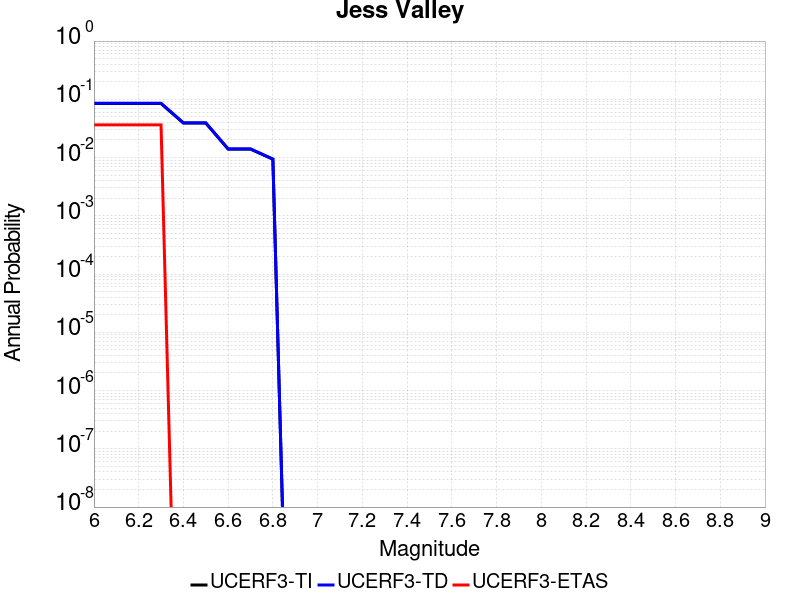 Jess Valley
10^0
10^-1
10^-2
10^-3
10^-4
10^-5
10^-6
10^-7
10^-8
Annual Probability
6 6.2 6.4 6.6 6.8 7 7.2 7.4 7.6 7.8 8 8.2 8.4 8.6 8.8 9
Magnitude
UCERF3-TI UCERF3-TD UCERF3-ETAS